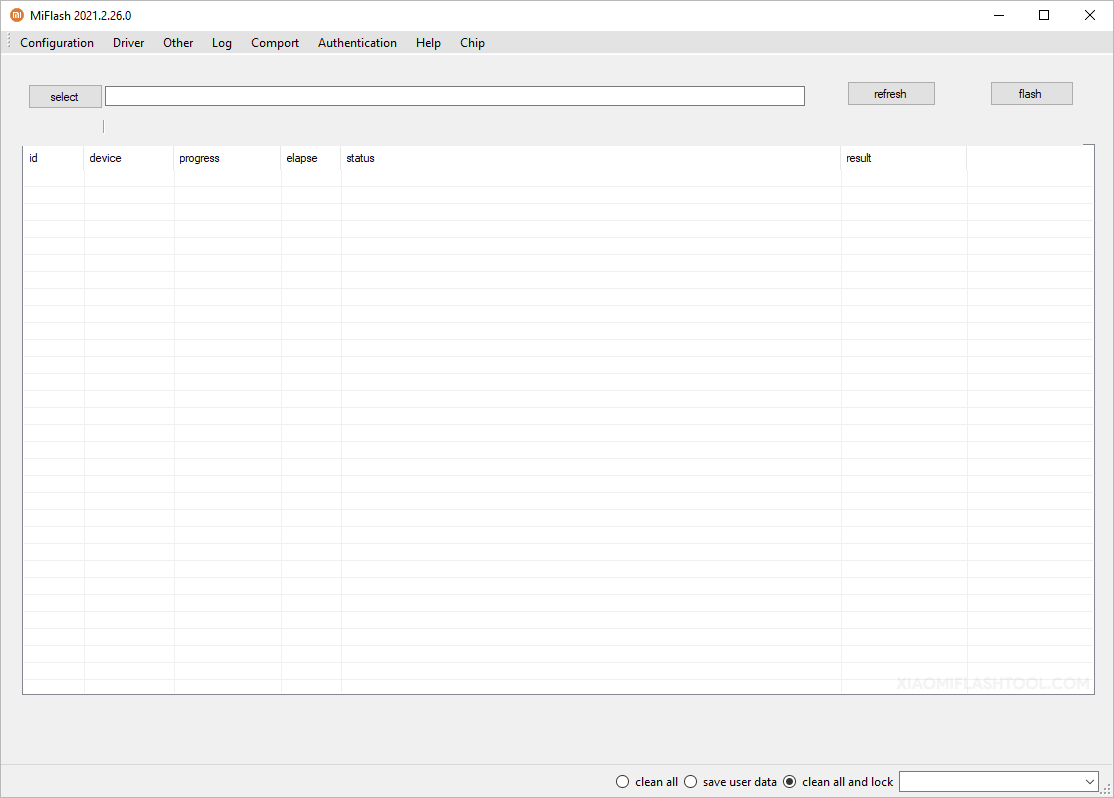 MiFlash 2021.2.26.0
Configuration Driver Other Log Comport Authentication Help Chip
select refresh flash
id device progress elapse status result
XIAOMIFLASHTOOL.COM
clean all save user data clean all and lock